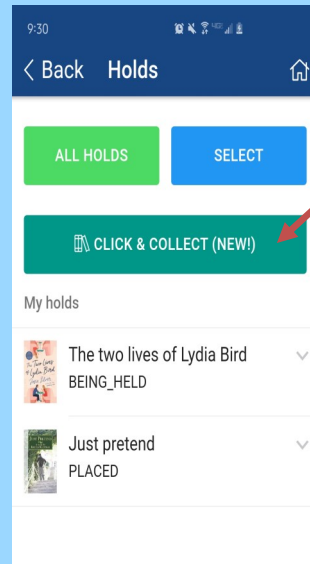 9:30
< Back Holds
ALL HOLDS SELECT
CLICK & COLLECT (NEW!)
My holds
The two lives of Lydia Bird
BEING_HELD
Just pretend
PLACED